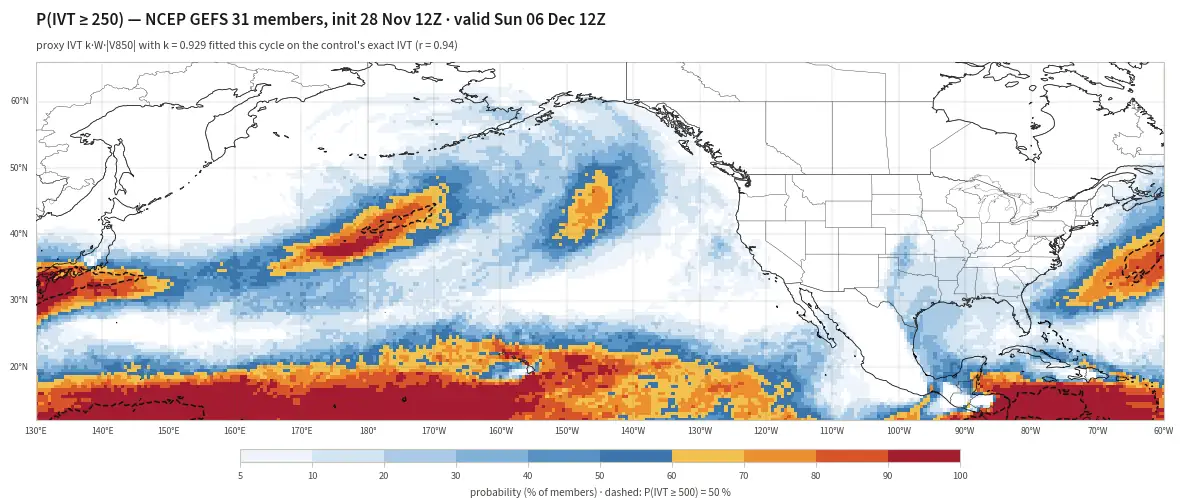 P(IVT ≥ 250) — NCEP GEFS 31 members, init 28 Nov 12Z · valid Sun 06 Dec 12Z
proxy IVT k·W·|V850| with k = 0.929 fitted this cycle on the control's exact IVT (r = 0.94)
60°N
50°N
40°N
30°N
20°N
130°E 140°E 150°E 160°E 170°E 180° 170°W 160°W 150°W 140°W 130°W 120°W 110°W 100°W 90°W 80°W 70°W 60°W
5 10 20 30 40 50 60 70 80 90 100
probability (% of members) · dashed: P(IVT ≥ 500) = 50 %